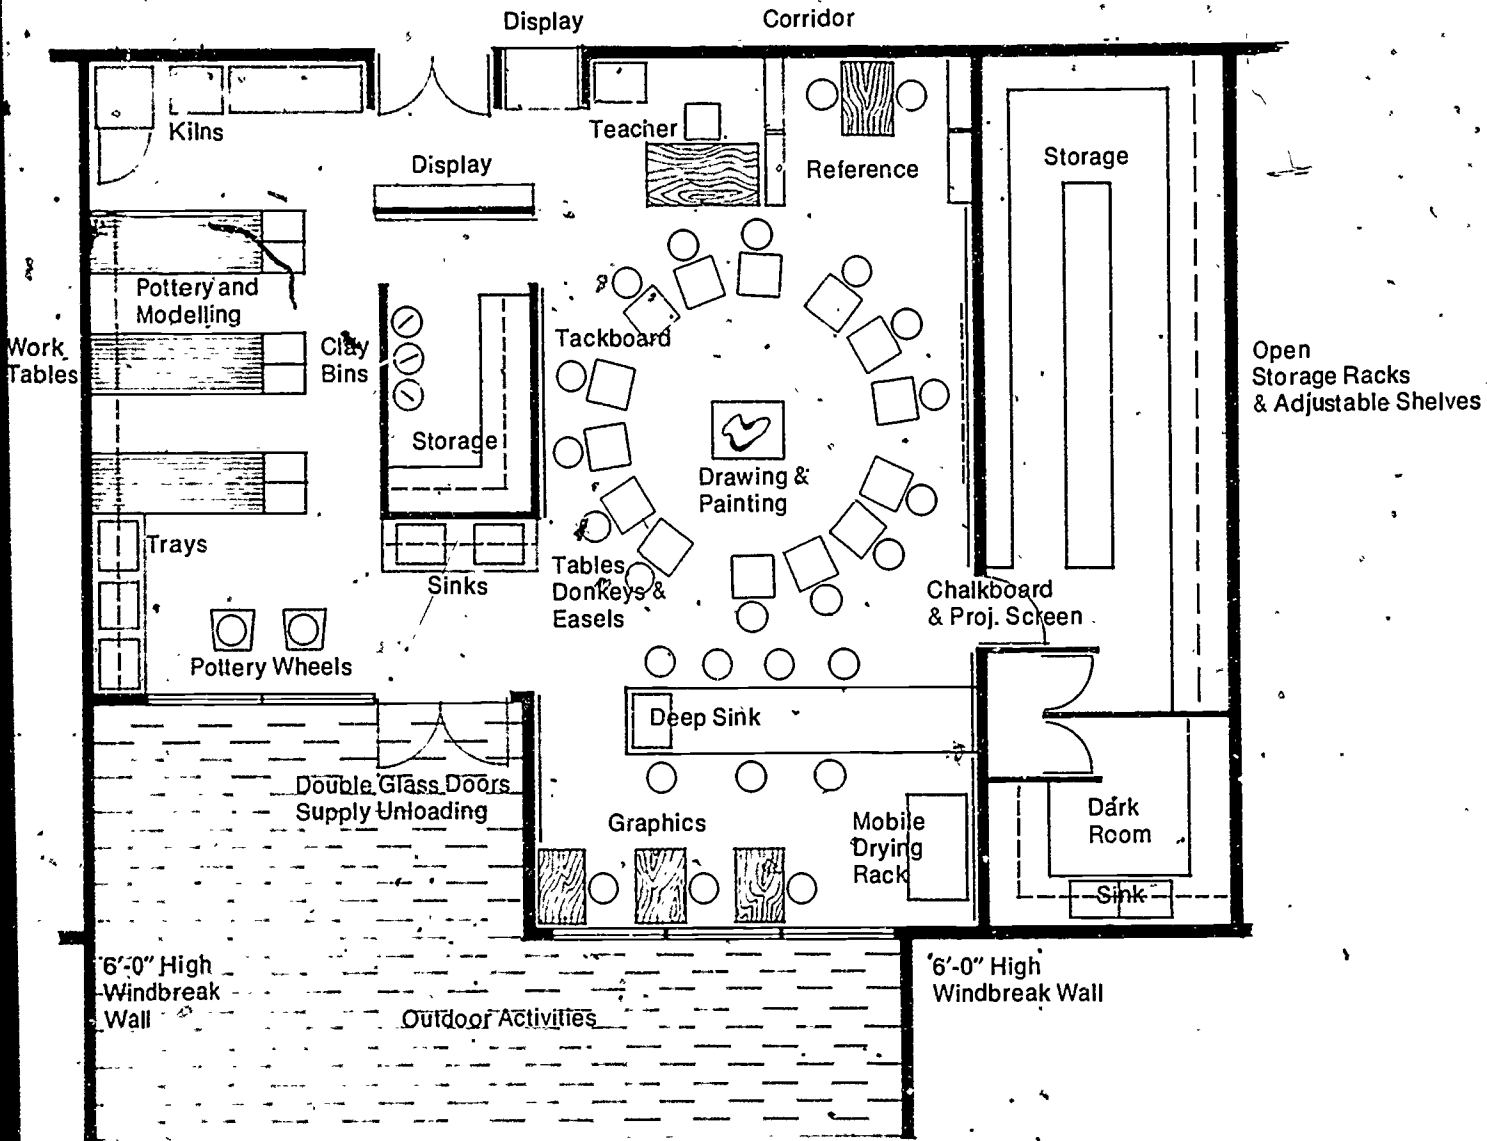 Display
Corridor
Kilns
Teacher
Display
Reference
Storage
Pottery and
Modelling
Work
Tables
Clay
Bins
Tackboard
Open
Storage Racks
& Adjustable Shelves
Storage
Drawing &
Painting
Trays
Sinks
Tables,
Donkeys &
Easels
Chalkboard
& Proj. Screen
Pottery Wheels
Deep Sink
Double Glass Doors
Supply Unloading
Graphics
Mobile
Drying
Rack
Dark
Room
Sink
6'-0" High
Windbreak
Wall
6'-0" High
Windbreak Wall
Outdoor Activities